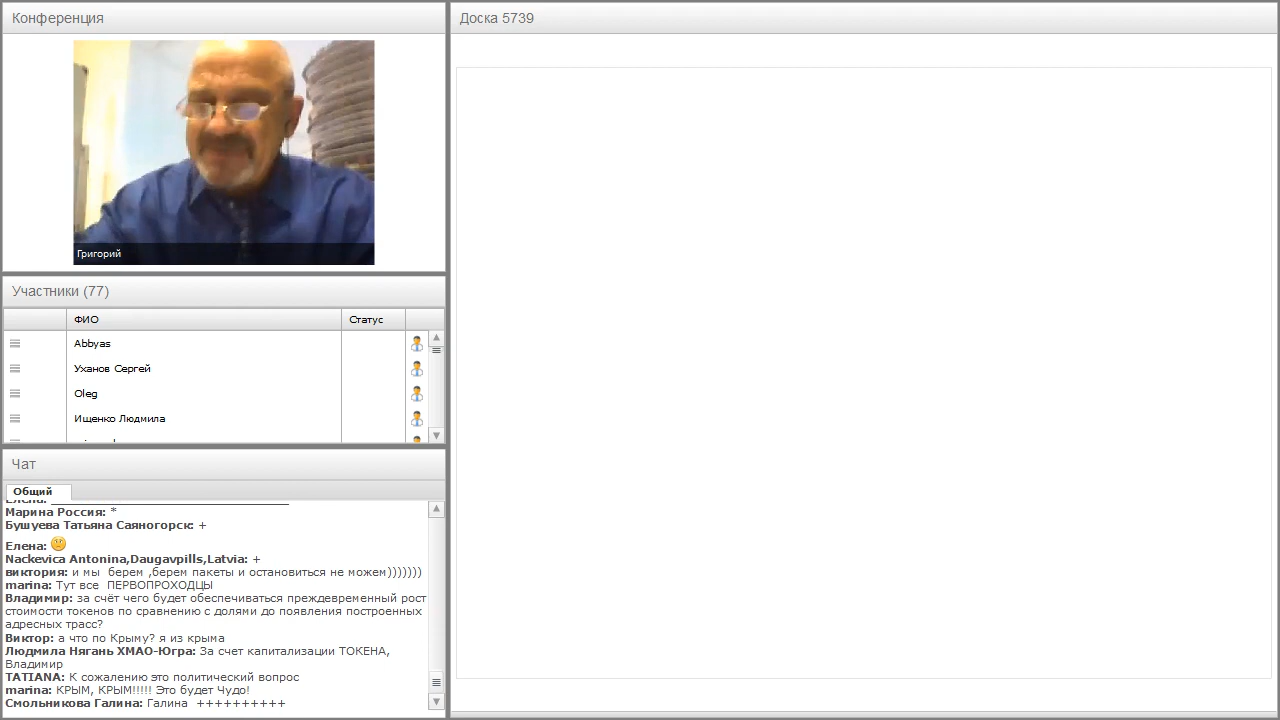 Конференция
Григорий
Участники (77)
ФИО Статус
Abbyas
Уханов Сергей
Oleg
Ищенко Людмила
Чат
Общий
Елена: ___________________________________
Марина Россия: *
Бушуева Татьяна Саяногорск: +
Елена:
Nackevica Antonina,Daugavpills,Latvia: +
виктория: и мы берем ,берем пакеты и остановиться не можем)))))))
marina: Тут все ПЕРВОПРОХОДЦЫ
Владимир: за счёт чего будет обеспечиваться преждевременный рост
стоимости токенов по сравнению с долями до появления построенных
адресных трасс?
Виктор: а что по Крыму? я из крыма
Людмила Нягань ХМАО-Югра: За счет капитализации ТОКЕНА,
Владимир
TATIANA: К сожалению это политический вопрос
marina: КРЫМ, КРЫМ!!!!! Это будет Чудо!
Смольникова Галина: Галина ++++++++++
Доска 5739